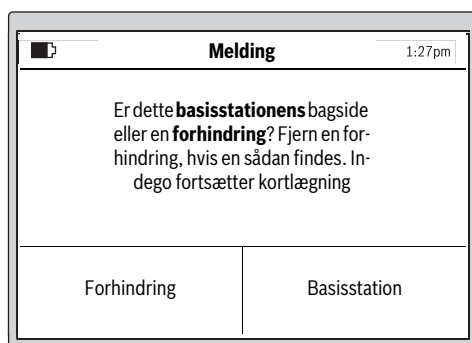 Melding 1:27pm
Er dette basisstationens bagside
eller en forhindring? Fjern en for-
hindring, hvis en sådan findes. In-
dego fortsætter kortlægning
Forhindring Basisstation